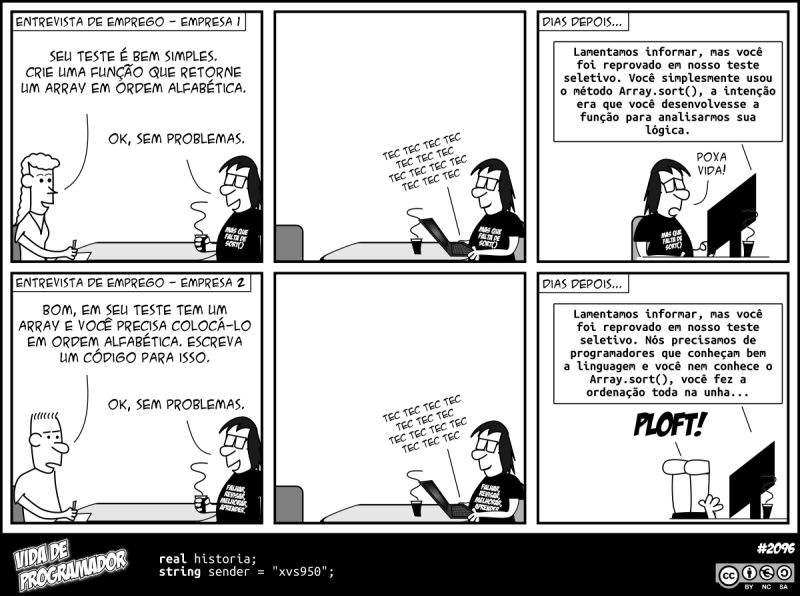 ENTREVISTA DE EMPREGO - EMPRESA 1
SEU TESTE É BEM SIMPLES.
CRIE UMA FUNÇÃO QUE RETORNE
UM ARRAY EM ORDEM ALFABÉTICA.
OK, SEM PROBLEMAS.
MAS QUE
FALTA DE
SORT()
TEC TEC TEC TEC
TEC TEC TEC
TEC TEC TEC TEC
TEC TEC TEC
MAS QUE
FALTA DE
SORT()
DIAS DEPOIS...
Lamentamos informar, mas você
foi reprovado em nosso teste
seletivo. Você simplesmente usou
o método Array.sort(), a intenção
era que você desenvolvesse a
função para analisarmos sua
lógica.
POXA
VIDA!
MAS QUE
FALTA DE
SORT()
ENTREVISTA DE EMPREGO - EMPRESA 2
BOM, EM SEU TESTE TEM UM
ARRAY E VOCÊ PRECISA COLOCÁ-LO
EM ORDEM ALFABÉTICA. ESCREVA
UM CÓDIGO PARA ISSO.
OK, SEM PROBLEMAS.
FALHAR,
REVISAR,
MELHORAR,
APRENDER.
TEC TEC TEC TEC
TEC TEC TEC
TEC TEC TEC TEC
TEC TEC TEC
FALHAR,
REVISAR,
MELHORAR,
APRENDER.
DIAS DEPOIS...
Lamentamos informar, mas você
foi reprovado em nosso teste
seletivo. Nós precisamos de
programadores que conheçam bem
a linguagem e você nem conhece o
Array.sort(), você fez a
ordenação toda na unha...
PLOFT!
VIDA DE
PROGRAMADOR
real historia;
string sender = "xvs950";
#2096
cc
BY NC SA